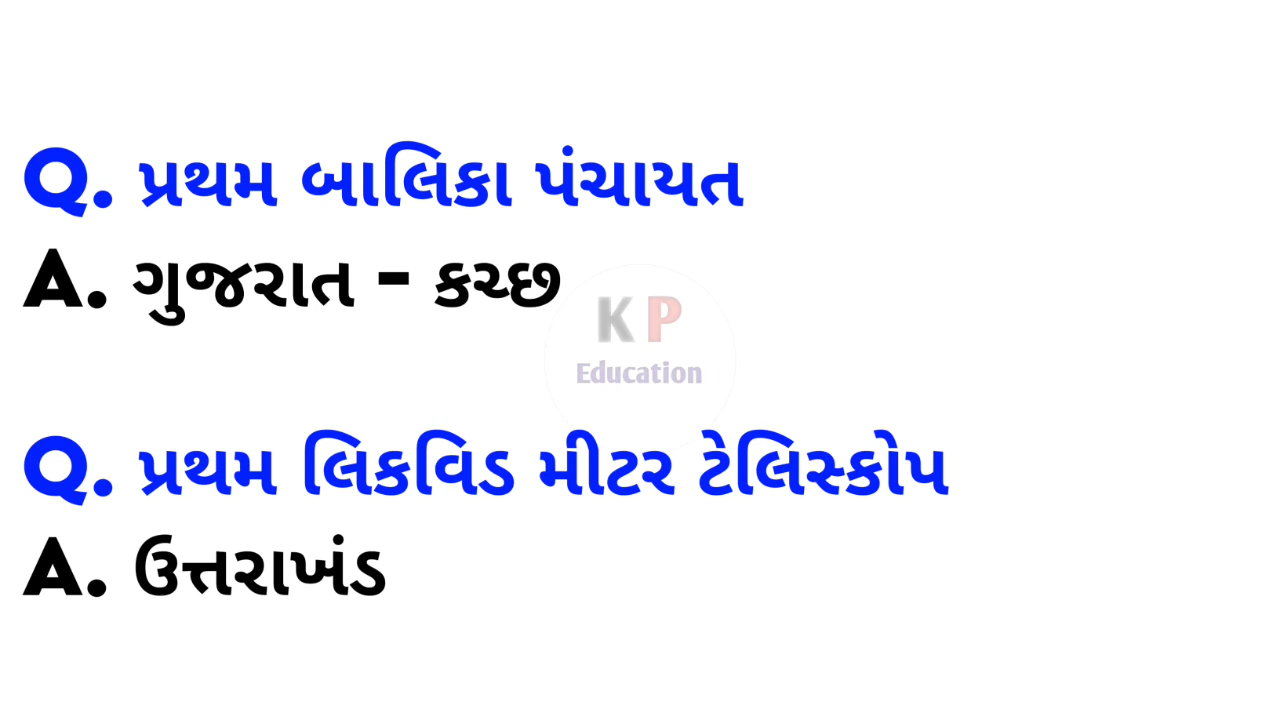 Q. પ્રથમ બાલિકા પંચાયત
A. ગુજરાત - કચ્છ
K P
Education
Q. પ્રથમ લિકવિડ મીટર ટેલિસ્કોપ
A. ઉત્તરાખંડ